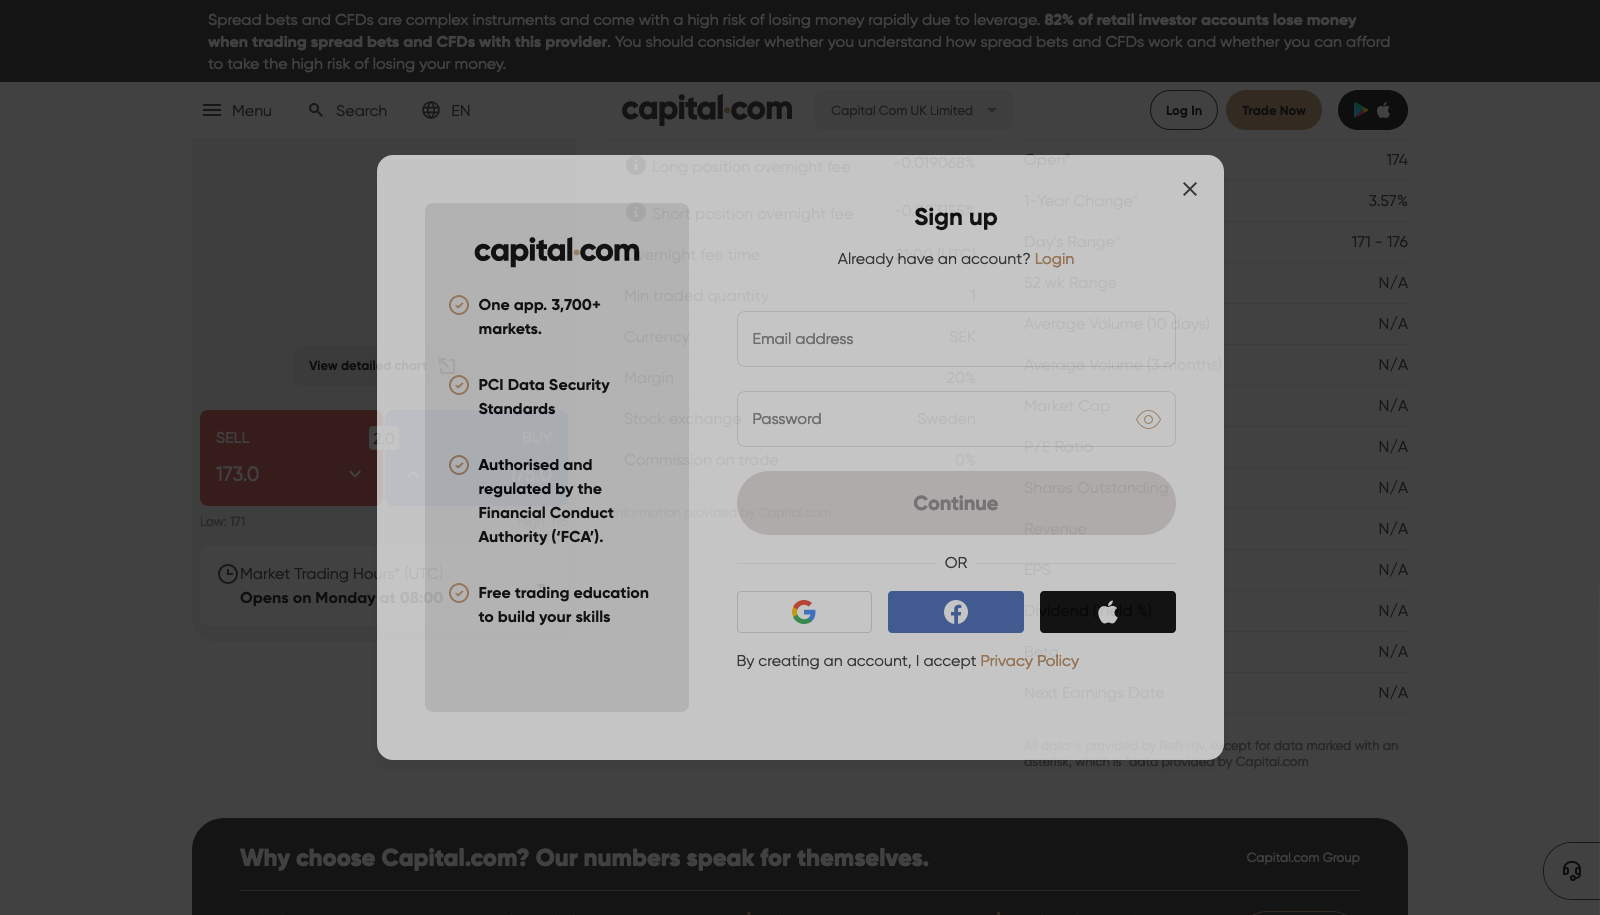 Spread bets and CFDs are complex instruments and come with a high risk of losing money rapidly due to leverage. 82% of retail investor accounts lose money
when trading spread bets and CFDs with this provider. You should consider whether you understand how spread bets and CFDs work and whether you can afford
to take the high risk of losing your money.
Menu
Search
EN
capital.com
Capital Com UK Limited
Log In
Trade Now
View detailed chart
SELL
173.0
2.0
BUY
Low: 171
Market Trading Hours* (UTC)
Opens on Monday at 08:00
Long position overnight fee
-0.019068%
Short position overnight fee
Overnight fee time
21:00 (UTC)
Min traded quantity
1
Currency
SEK
Margin
20%
Stock exchange
Sweden
Commission on trade
0%
Information provided by Capital.com
Open*
174
1-Year Change*
3.57%
Day's Range*
171 - 176
52 wk Range
N/A
Average Volume (10 days)
N/A
Average Volume (3 months)
N/A
Market Cap
N/A
P/E Ratio
N/A
Shares Outstanding
N/A
Revenue
N/A
EPS
N/A
Dividend (Yield %)
N/A
Beta
N/A
Next Earnings Date
N/A
All data is provided by Refinitiv, except for data marked with an
asterisk, which is *data provided by Capital.com
capital.com
One app. 3,700+
markets.
PCI Data Security
Standards
Authorised and
regulated by the
Financial Conduct
Authority (‘FCA’).
Free trading education
to build your skills
Sign up
Already have an account? Login
Email address
Password
Continue
OR
By creating an account, I accept Privacy Policy
Why choose Capital.com? Our numbers speak for themselves.
Capital.com Group